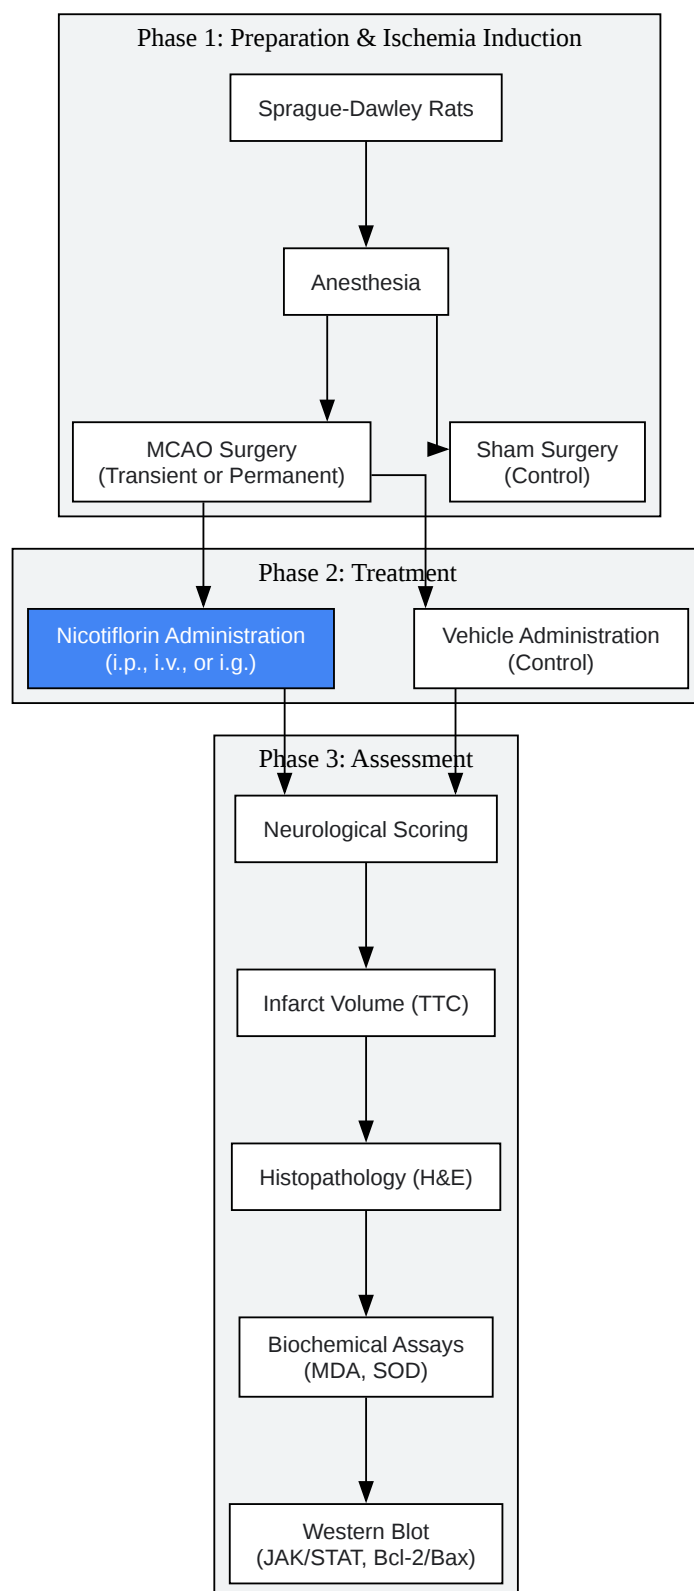 Phase 1: Preparation & Ischemia Induction
Sprague-Dawley Rats
Anesthesia
MCAO Surgery
(Transient or Permanent)
Sham Surgery
(Control)
Phase 2: Treatment
Nicotiflorin Administration
(i.p., i.v., or i.g.)
Vehicle Administration
(Control)
Phase 3: Assessment
Neurological Scoring
Infarct Volume (TTC)
Histopathology (H&E)
Biochemical Assays
(MDA, SOD)
Western Blot
(JAK/STAT, Bcl-2/Bax)